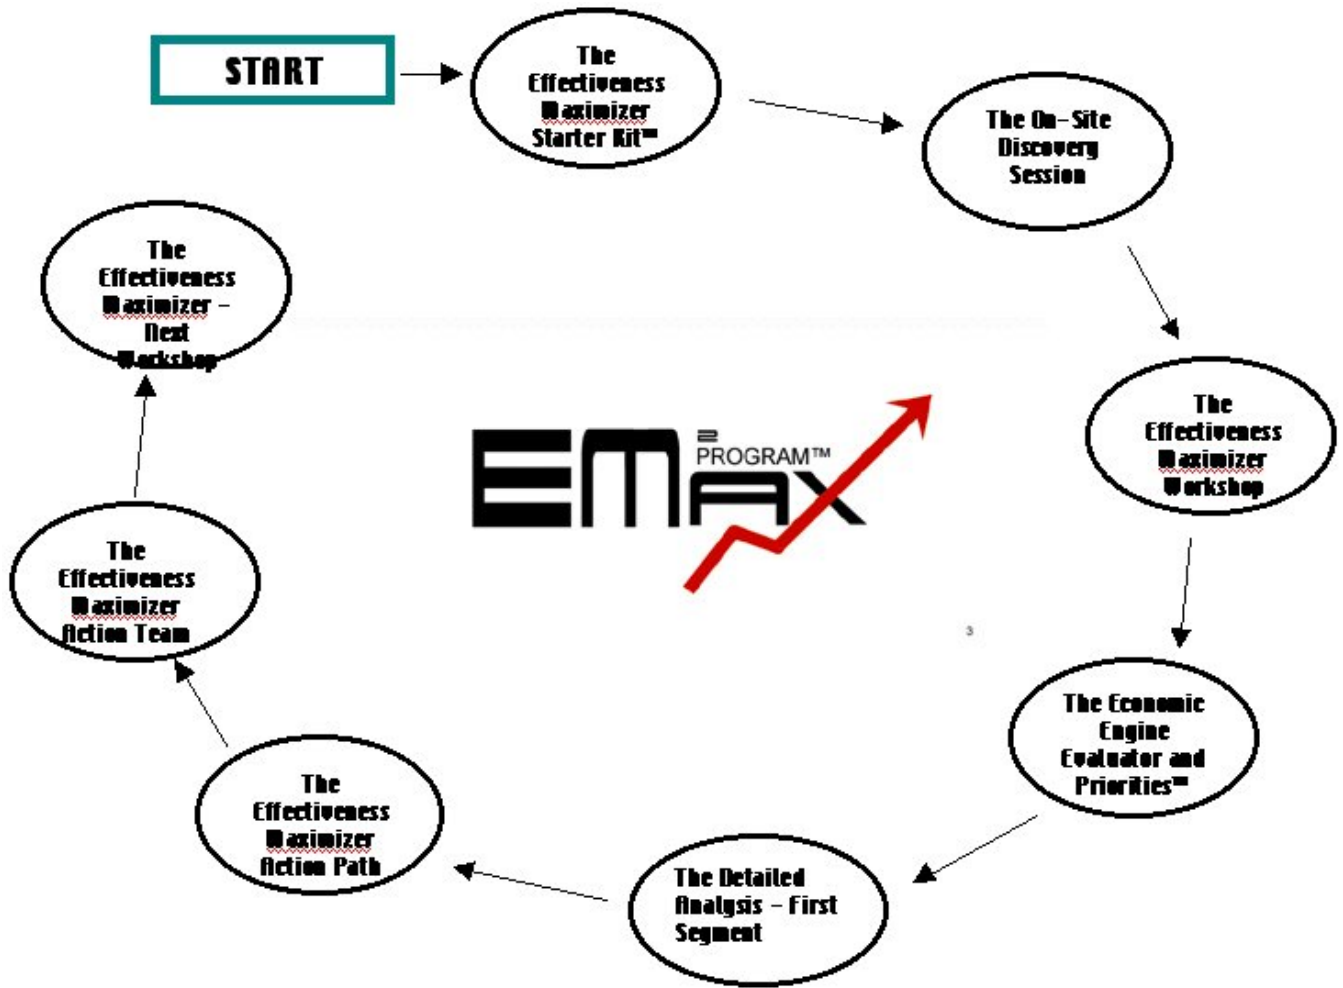 START
The
Effectiveness
Maximizer
Starter Kit™
The On-Site
Discovery
Session
The
Effectiveness
Maximizer
Workshop
The Economic
Engine
Evaluator and
Priorities™
The Detailed
Analysis - First
Segment
The
Effectiveness
Maximizer
Action Path
The
Effectiveness
Maximizer
Action Team
The
Effectiveness
Maximizer -
Next
Workshop
2
PROGRAM™
EMax
3